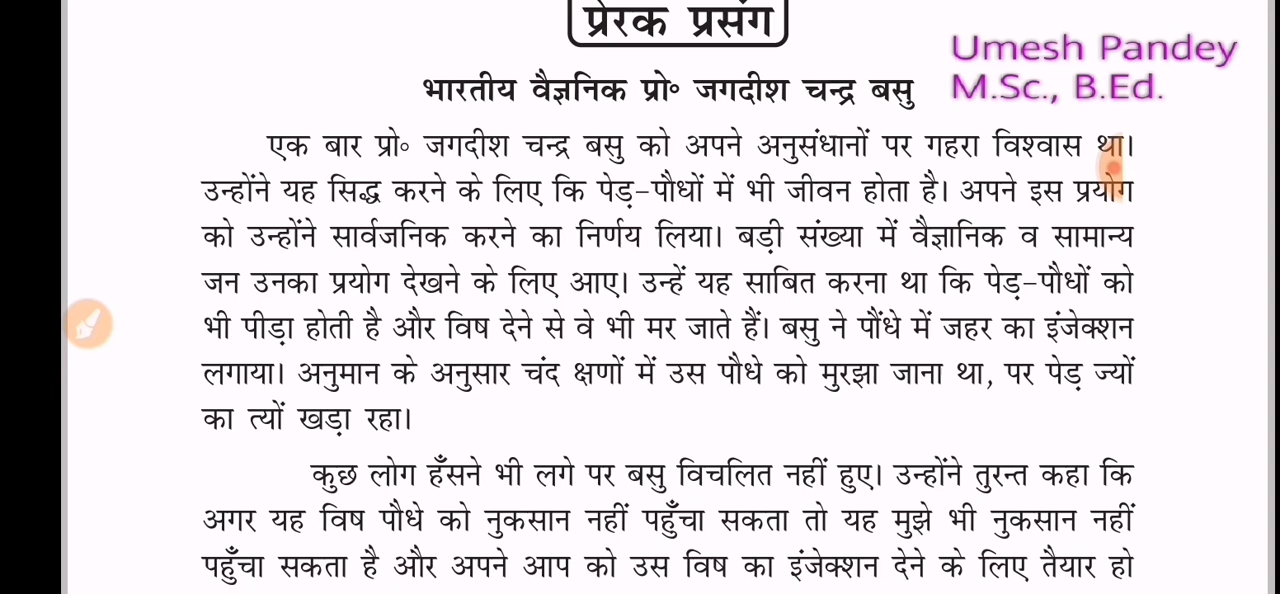 प्रेरक प्रसंग
Umesh Pandey
M.Sc., B.Ed.
भारतीय वैज्ञनिक प्रो॰ जगदीश चन्द्र बसु
एक बार प्रो॰ जगदीश चन्द्र बसु को अपने अनुसंधानों पर गहरा विश्वास था।
उन्होंने यह सिद्ध करने के लिए कि पेड़-पौधों में भी जीवन होता है। अपने इस प्रयोग
को उन्होंने सार्वजनिक करने का निर्णय लिया। बड़ी संख्या में वैज्ञानिक व सामान्य
जन उनका प्रयोग देखने के लिए आए। उन्हें यह साबित करना था कि पेड़-पौधों को
भी पीड़ा होती है और विष देने से वे भी मर जाते हैं। बसु ने पौंधे में जहर का इंजेक्शन
लगाया। अनुमान के अनुसार चंद क्षणों में उस पौधे को मुरझा जाना था, पर पेड़ ज्यों
का त्यों खड़ा रहा।
कुछ लोग हँसने भी लगे पर बसु विचलित नहीं हुए। उन्होंने तुरन्त कहा कि
अगर यह विष पौधे को नुकसान नहीं पहुँचा सकता तो यह मुझे भी नुकसान नहीं
पहुँचा सकता है और अपने आप को उस विष का इंजेक्शन देने के लिए तैयार हो